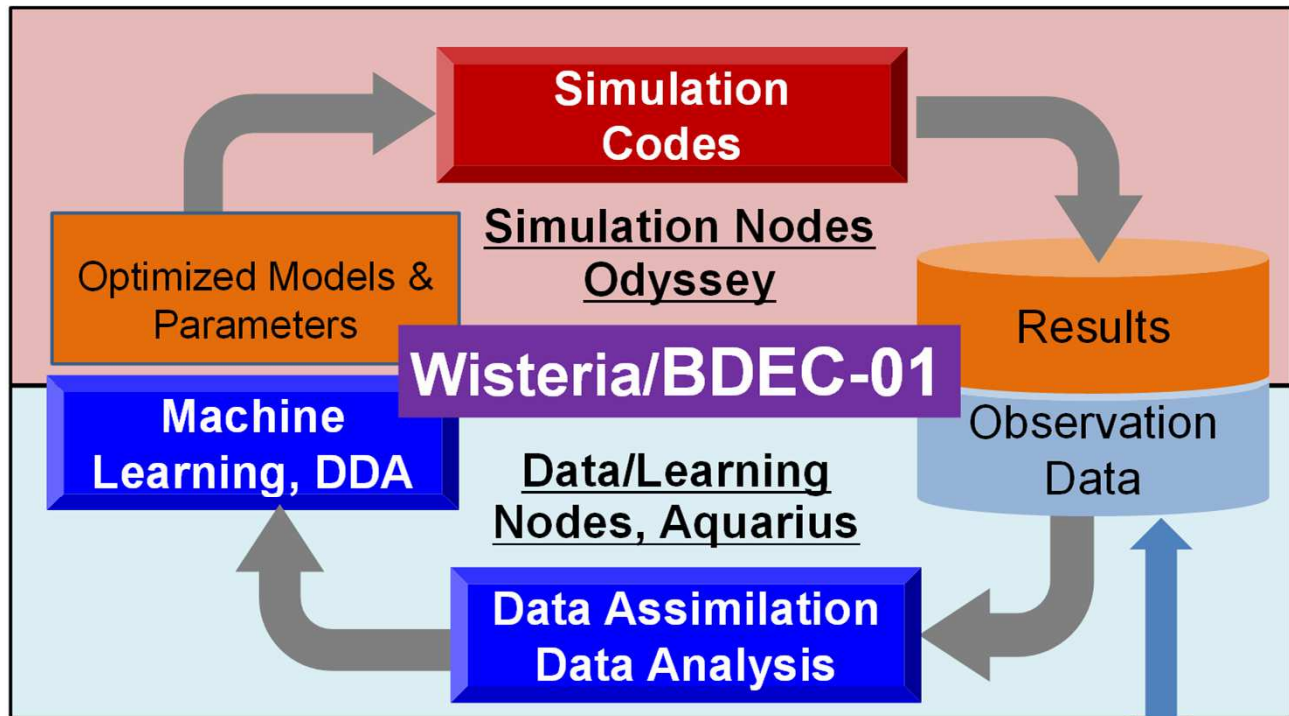 Simulation
Codes
Simulation Nodes
Odyssey
Optimized Models &
Parameters
Results
Wisteria/BDEC-01
Machine
Learning, DDA
Observation
Data
Data/Learning
Nodes, Aquarius
Data Assimilation
Data Analysis